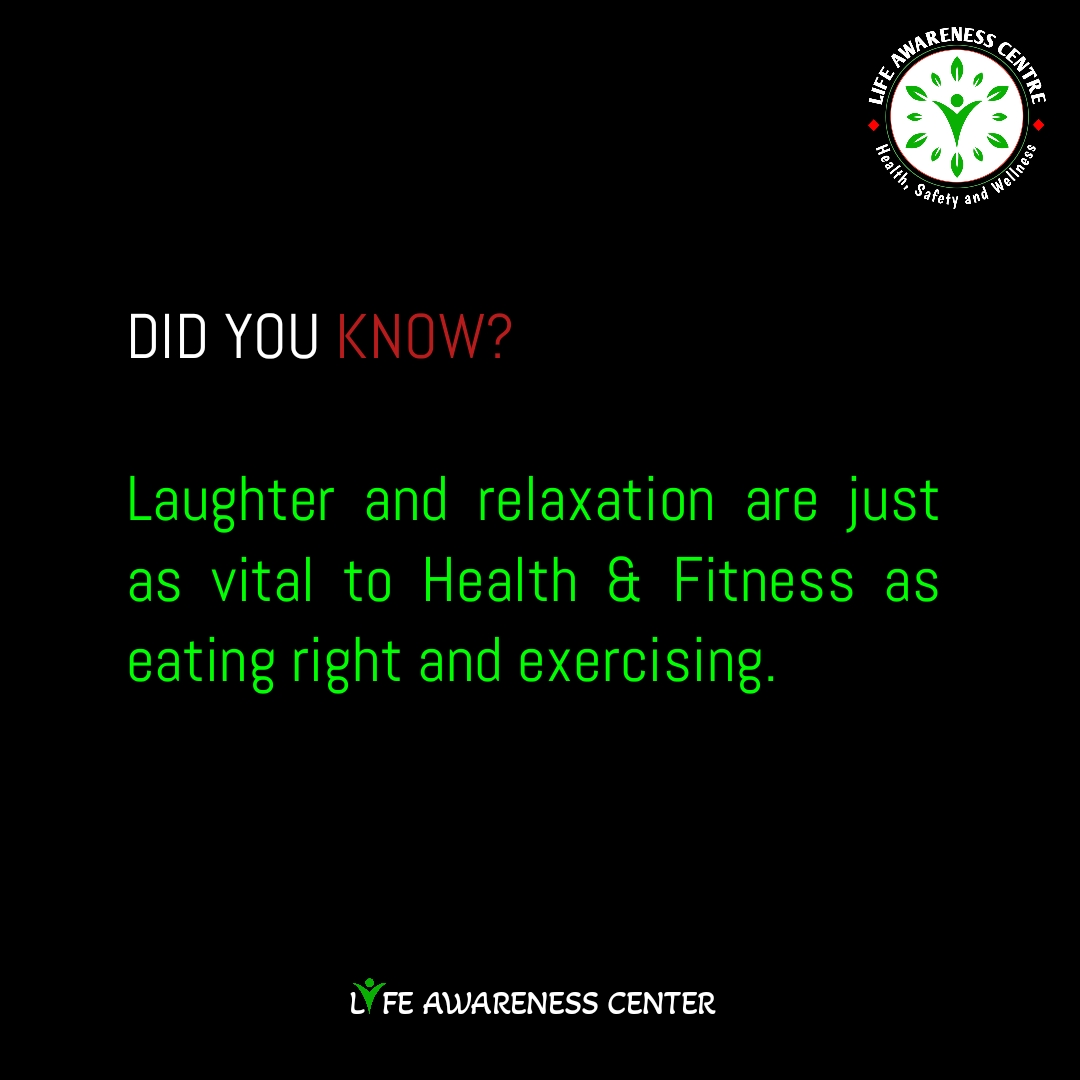 LIFE AWARENESS CENTRE
Health, Safety and Wellness
DID YOU KNOW?
Laughter and relaxation are just
as vital to Health & Fitness as
eating right and exercising.
LIFE AWARENESS CENTER